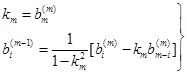 k_m = b_m^{(m)}
b_i^{(m-1)} = \frac{1}{1-k_m^2}[b_i^{(m)} - k_m b_{m-i}^{(m)}] }